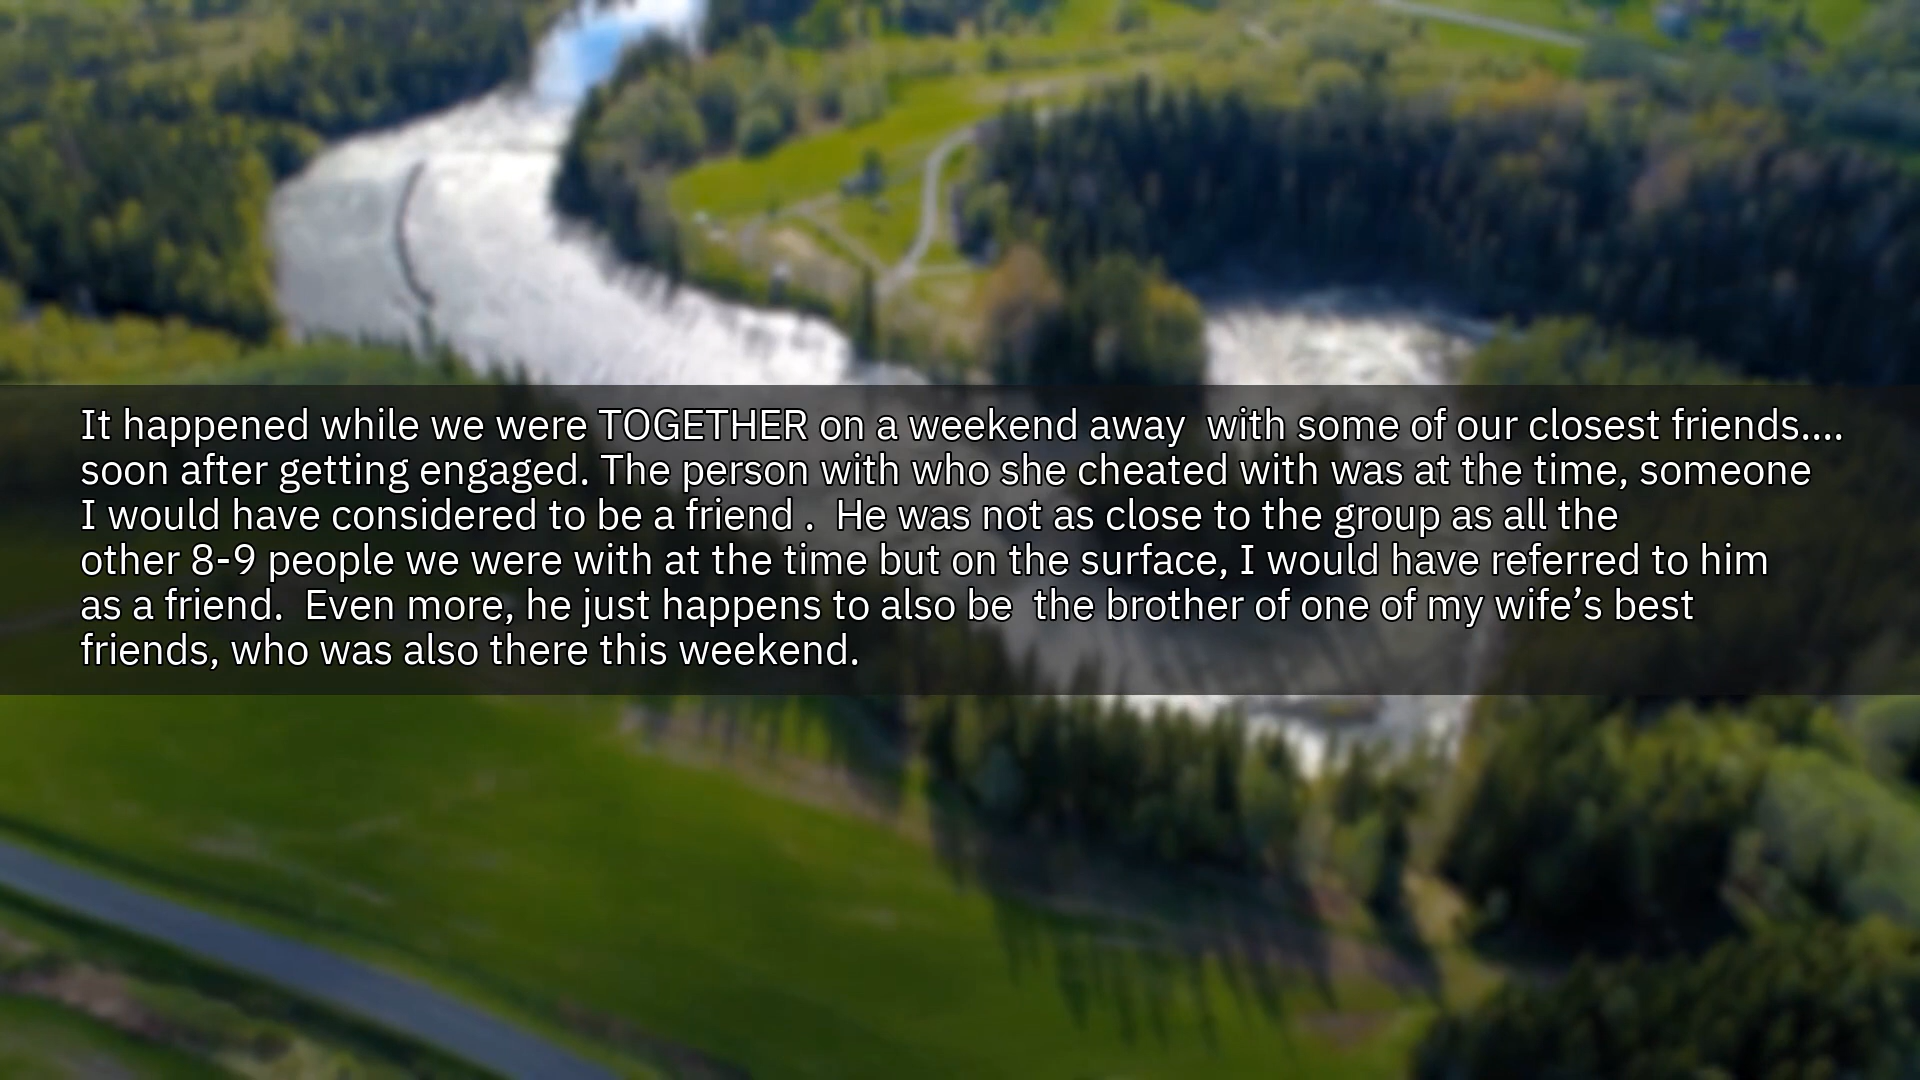 It happened while we were TOGETHER on a weekend away  with some of our closest friends....
soon after getting engaged. The person with who she cheated with was at the time, someone
I would have considered to be a friend .  He was not as close to the group as all the
other 8-9 people we were with at the time but on the surface, I would have referred to him
as a friend.  Even more, he just happens to also be  the brother of one of my wife’s best
friends, who was also there this weekend.